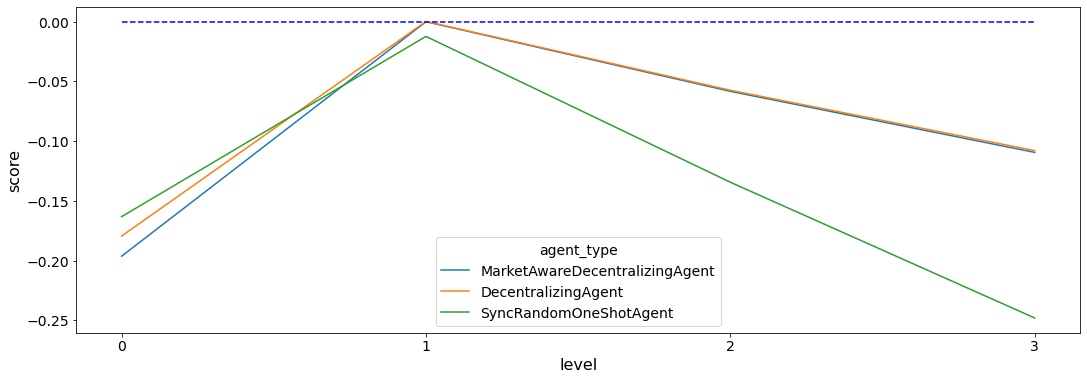 0.00
−0.05
−0.10
−0.15
−0.20
−0.25
score
agent_type
MarketAwareDecentralizingAgent
DecentralizingAgent
SyncRandomOneShotAgent
0 1 2 3
level